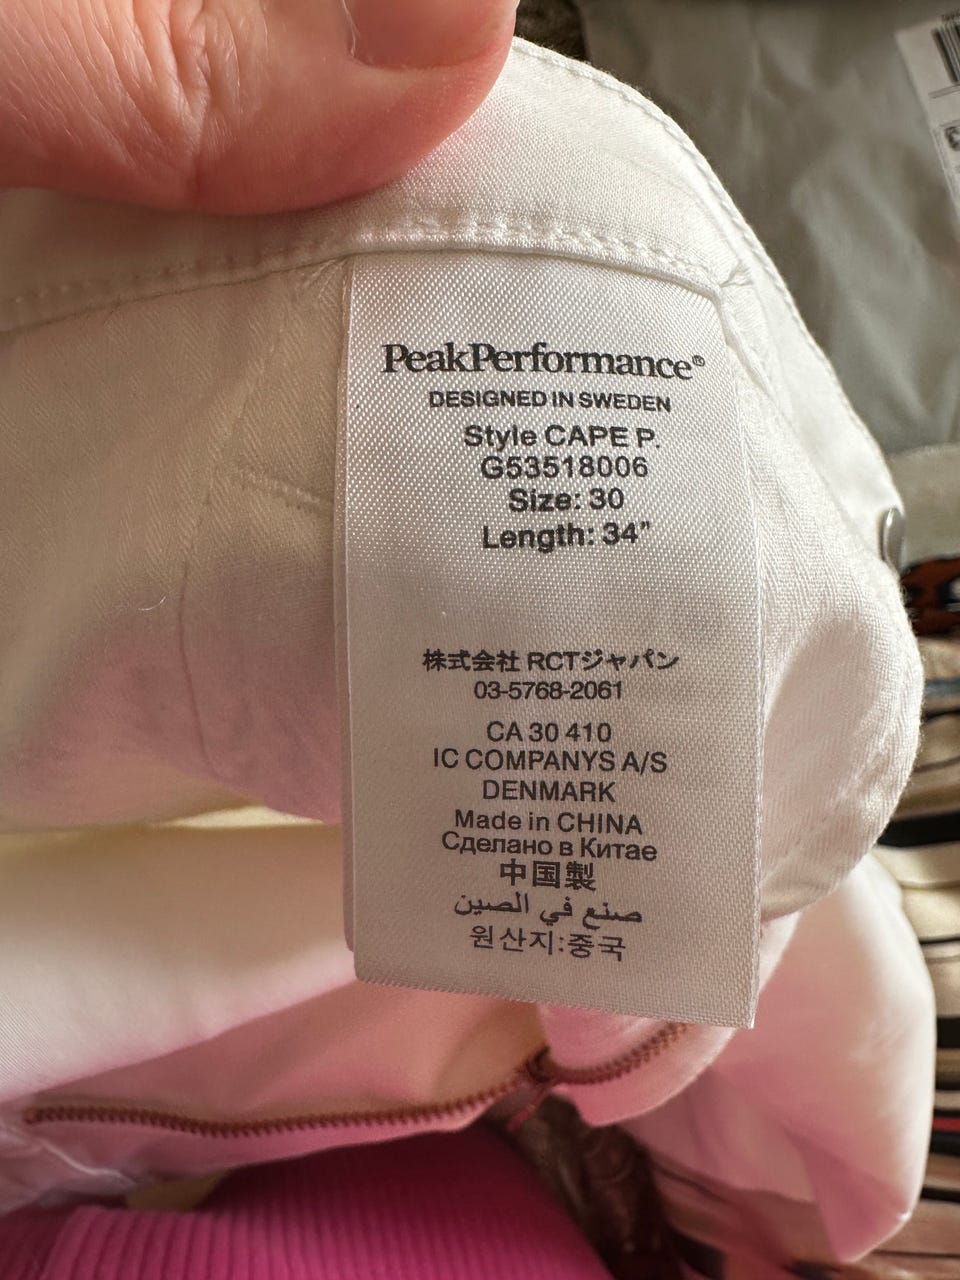 PeakPerformance®
DESIGNED IN SWEDEN
Style CAPE P.
G53518006
Size: 30
Length: 34”
株式会社 RCTジャパン
03-5768-2061
CA 30 410
IC COMPANYS A/S
DENMARK
Made in CHINA
Сделано в Китае
中国製
صنع في الصين
원산지:중국